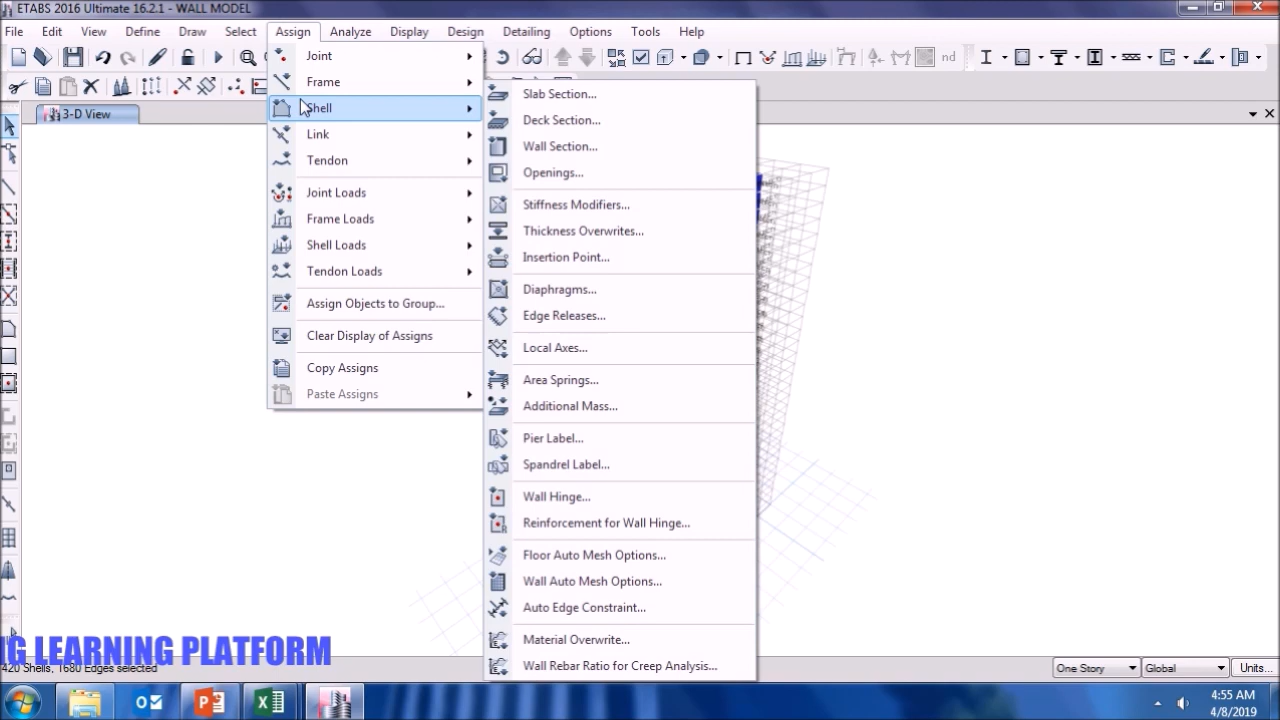 ETABS 2016 Ultimate 16.2.1 - WALL MODEL
File Edit View Define Draw Select Assign Analyze Display Design Detailing Options Tools Help
nd
3-D View
Joint
Frame
Shell
Link
Tendon
Joint Loads
Frame Loads
Shell Loads
Tendon Loads
Assign Objects to Group...
Clear Display of Assigns
Copy Assigns
Paste Assigns
Slab Section...
Deck Section...
Wall Section...
Openings...
Stiffness Modifiers...
Thickness Overwrites...
Insertion Point...
Diaphragms...
Edge Releases...
Local Axes...
Area Springs...
Additional Mass...
Pier Label...
Spandrel Label...
Wall Hinge...
Reinforcement for Wall Hinge...
Floor Auto Mesh Options...
Wall Auto Mesh Options...
Auto Edge Constraint...
Material Overwrite...
Wall Rebar Ratio for Creep Analysis...
G LEARNING PLATFORM
420 Shells, 1680 Edges selected
One Story Global Units...
4:55 AM
4/8/2019